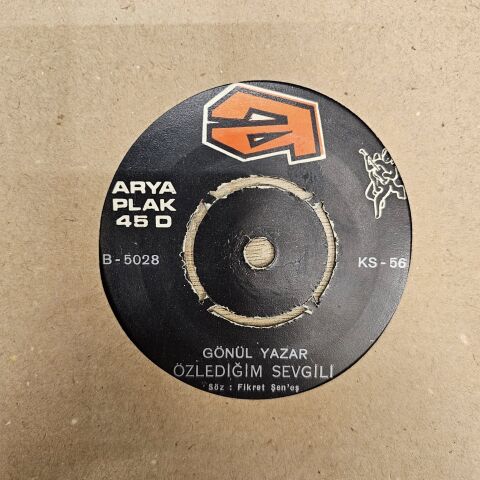 ARYA
PLAK
45 D
B - 5028
KS - 56
GÖNÜL YAZAR
ÖZLEDİĞİM SEVGİLİ
Söz : Fikret Şen'eş